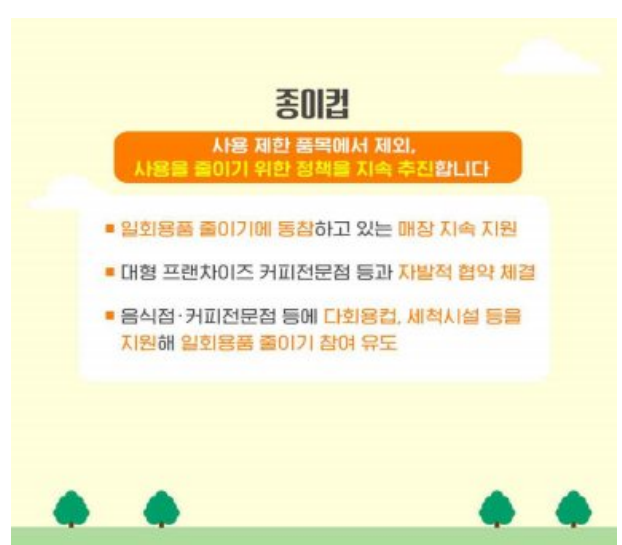 종이컵
사용 제한 품목에서 제외,
사용을 줄이기 위한 정책을 지속 추진합니다
■ 일회용품 줄이기에 동참하고 있는 매장 지속 지원
■ 대형 프랜차이즈 커피전문점 등과 자발적 협약 체결
■ 음식점·커피전문점 등에 다회용컵, 세척시설 등을
지원해 일회용품 줄이기 참여 유도